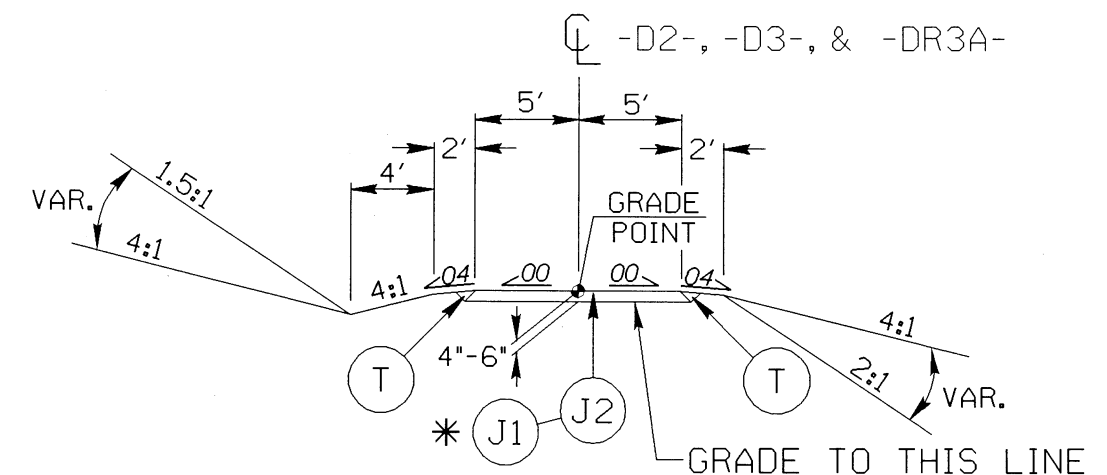 ℄ -D2-, -D3-, & -DR3A-
5' 5'
2' 2'
4'
1.5:1
VAR.
4:1
GRADE
POINT
4:1 04 00 00 04
4:1
2:1
VAR.
T
4"-6"
T
* J1 J2
GRADE TO THIS LINE